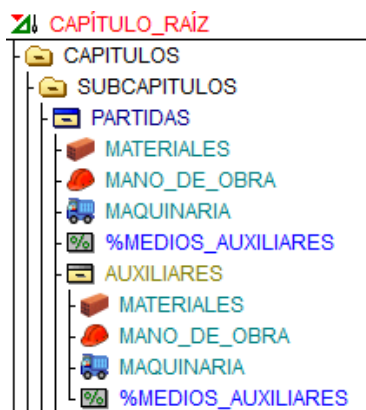 CAPÍTULO_RAÍZ
CAPITULOS
SUBCAPITULOS
PARTIDAS
MATERIALES
MANO_DE_OBRA
MAQUINARIA
%MEDIOS_AUXILIARES
AUXILIARES
MATERIALES
MANO_DE_OBRA
MAQUINARIA
%MEDIOS_AUXILIARES